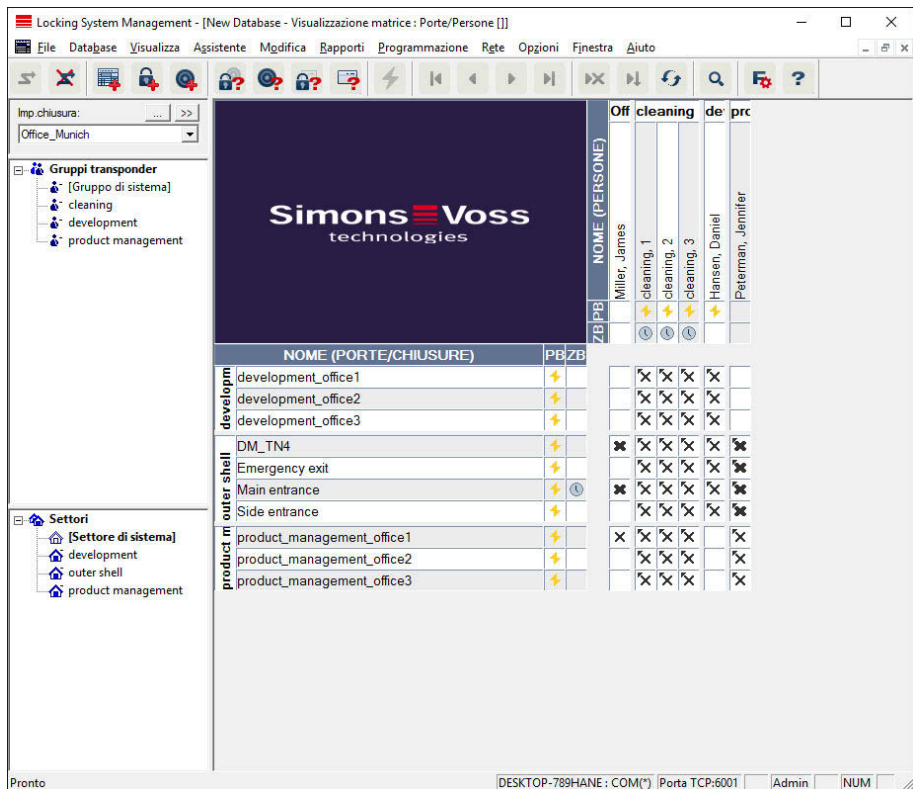 Locking System Management - [New Database - Visualizzazione matrice : Porte/Persone []]
File Database Visualizza Assistente Modifica Rapporti Programmazione Rete Opzioni Finestra Aiuto
Imp.chiusura: ... >>
Office_Munich
Gruppi transponder
[Gruppo di sistema]
cleaning
development
product management
Settori
[Settore di sistema]
development
outer shell
product management
Simons Voss
technologies
NOME (PERSONE)
PB
ZB
Off cleaning de pro
Miller, James
cleaning, 1
cleaning, 2
cleaning, 3
Hansen, Daniel
Peterman, Jennifer
NOME (PORTE/CHIUSURE) PB ZB
developm
development_office1
development_office2
development_office3
outer shell
DM_TN4
Emergency exit
Main entrance
Side entrance
product m
product_management_office1
product_management_office2
product_management_office3
Pronto
DESKTOP-789HANE : COM(*) Porta TCP:6001 Admin NUM